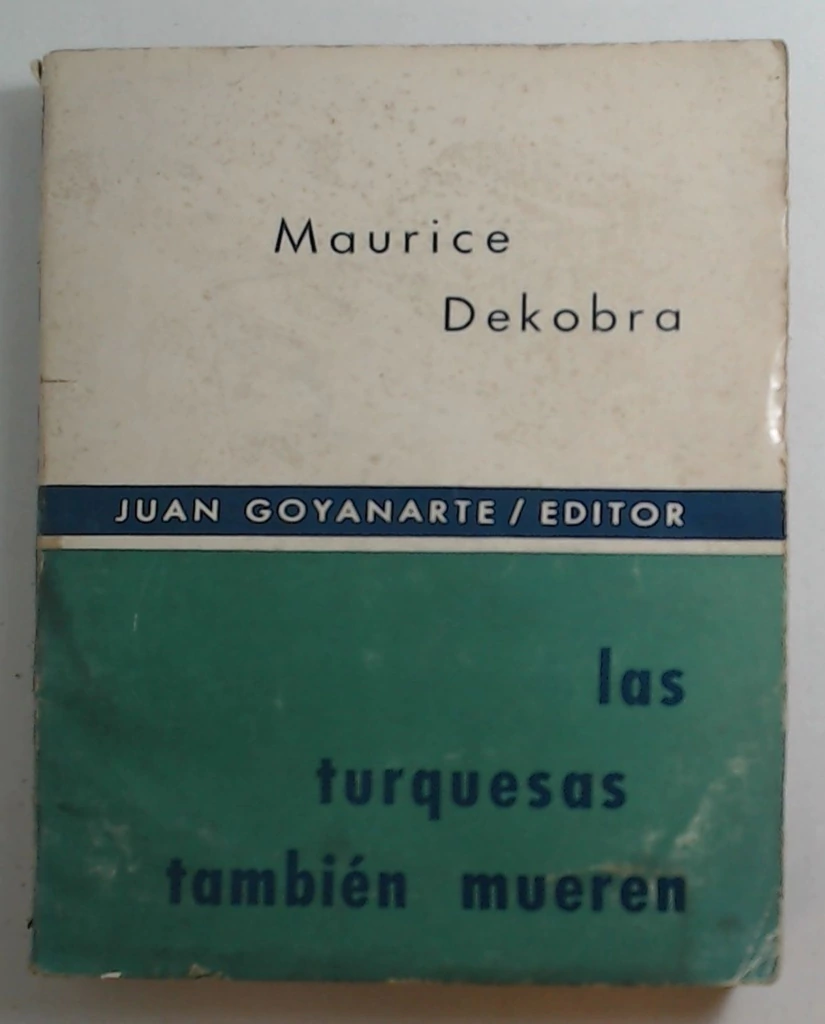 Maurice
Dekobra
JUAN GOYANARTE / EDITOR
las
turquesas
también mueren